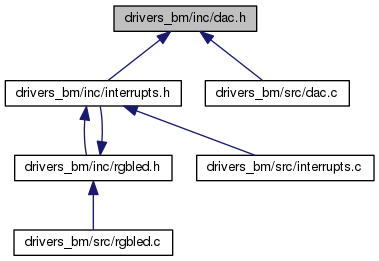 drivers_bm/inc/dac.h
drivers_bm/inc/interrupts.h
drivers_bm/src/dac.c
drivers_bm/inc/rgbled.h
drivers_bm/src/interrupts.c
drivers_bm/src/rgbled.c